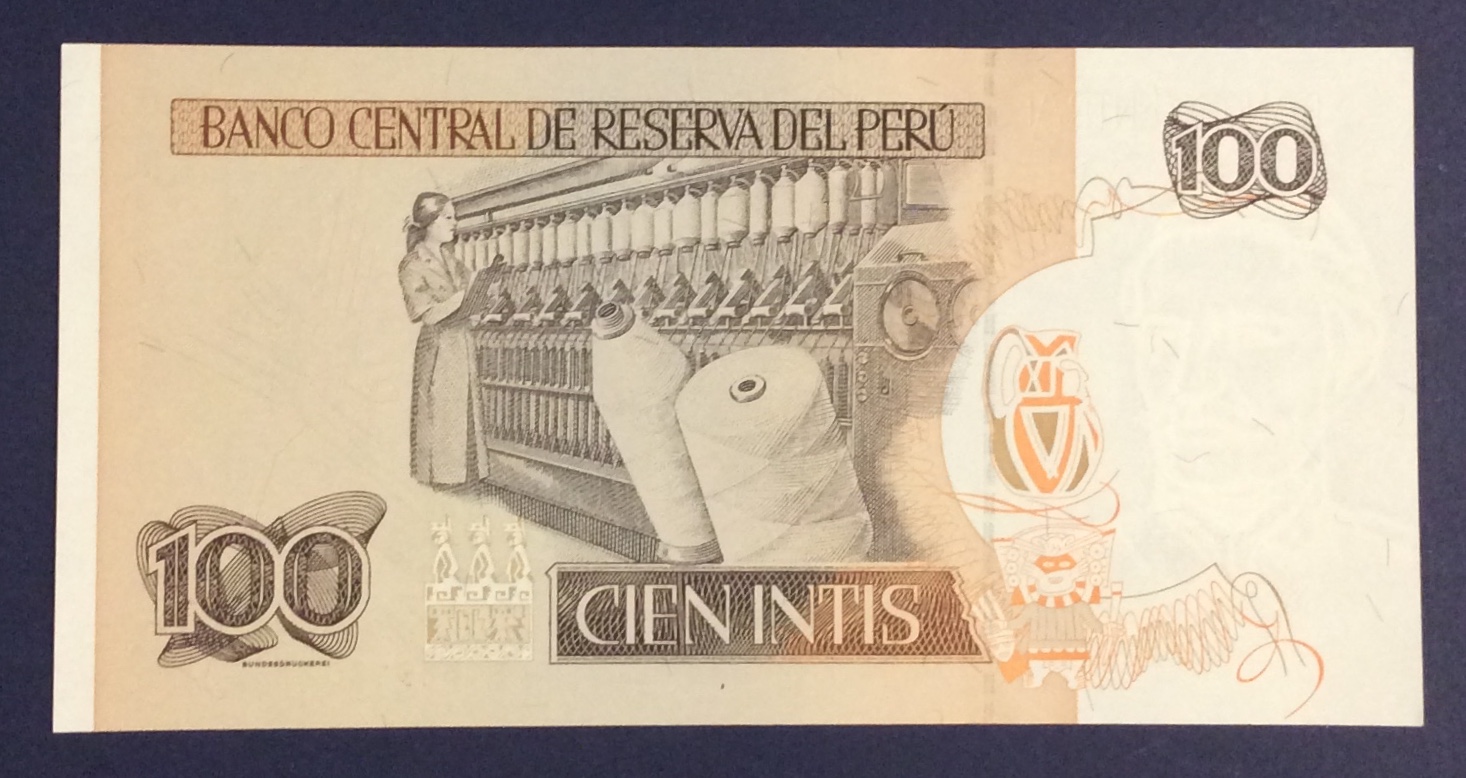 BANCO CENTRAL DE RESERVA DEL PERÚ
100
100
BUNDESDRUCKEREI
CIEN INTIS